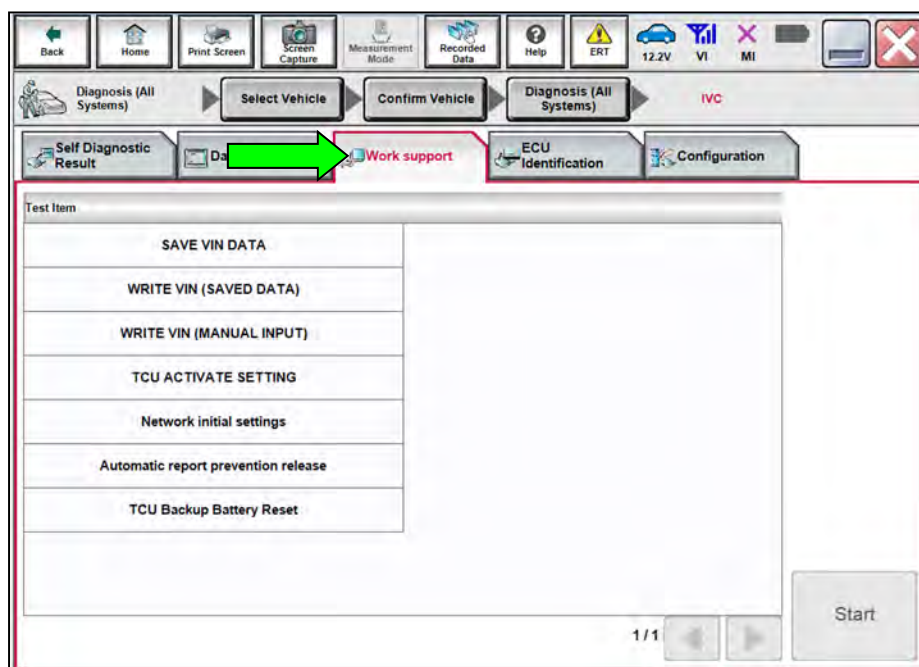 Back
Home
Print Screen
Screen
Capture
Measurement
Mode
Recorded
Data
Help
ERT
12.2V
VI
MI
Diagnosis (All
Systems)
Select Vehicle
Confirm Vehicle
Diagnosis (All
Systems)
IVC
Self Diagnostic
Result
Da
Work support
ECU
Identification
Configuration
Test Item
SAVE VIN DATA
WRITE VIN (SAVED DATA)
WRITE VIN (MANUAL INPUT)
TCU ACTIVATE SETTING
Network initial settings
Automatic report prevention release
TCU Backup Battery Reset
1/1
Start